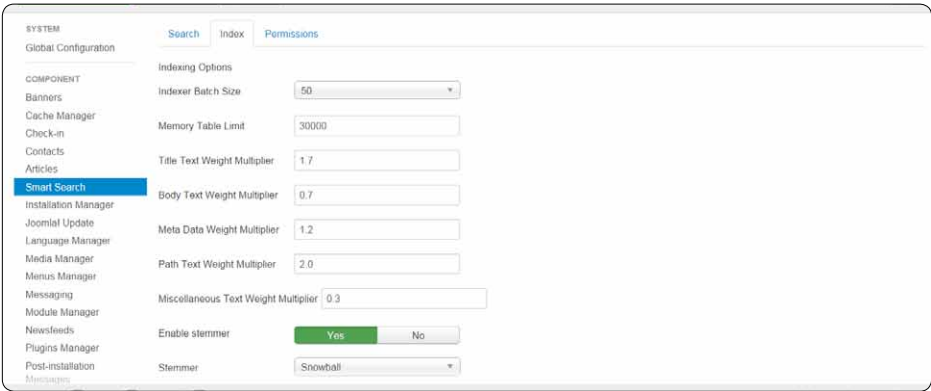 SYSTEM
Global Configuration
COMPONENT
Banners
Cache Manager
Check-in
Contacts
Articles
Smart Search
Installation Manager
Joomla! Update
Language Manager
Media Manager
Menus Manager
Messaging
Module Manager
Newsfeeds
Plugins Manager
Post-installation
Messages
Search Index Permissions
Indexing Options
Indexer Batch Size 50
Memory Table Limit 30000
Title Text Weight Multiplier 1.7
Body Text Weight Multiplier 0.7
Meta Data Weight Multiplier 1.2
Path Text Weight Multiplier 2.0
Miscellaneous Text Weight Multiplier 0.3
Enable stemmer Yes No
Stemmer Snowball